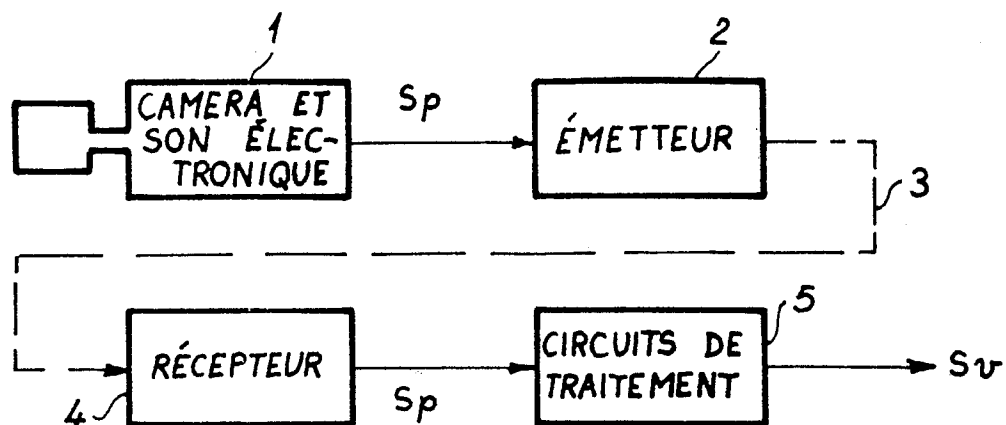 1
2
CAMERA ET
SON ÉLEC-
TRONIQUE
Sp
ÉMETTEUR
3
5
RÉCEPTEUR
4
Sp
CIRCUITS DE
TRAITEMENT
Sv